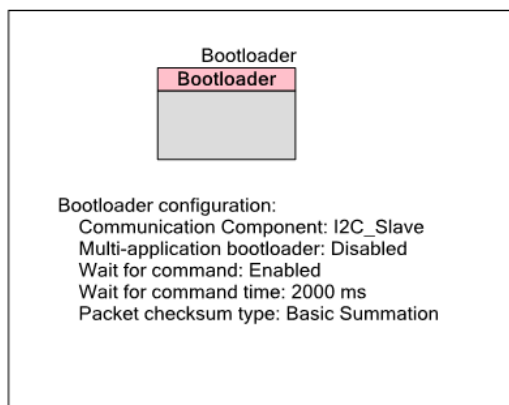 Bootloader
Bootloader
Bootloader configuration:
Communication Component: I2C_Slave
Multi-application bootloader: Disabled
Wait for command: Enabled
Wait for command time: 2000 ms
Packet checksum type: Basic Summation